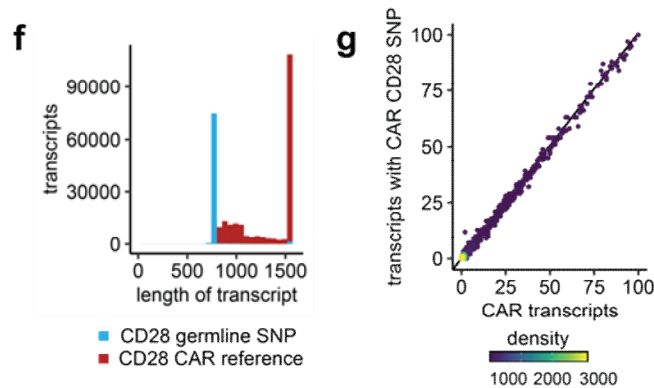 f
transcripts
90000
60000
30000
0
0 500 1000 1500
length of transcript
CD28 germline SNP
CD28 CAR reference
g
transcripts with CAR CD28 SNP
100
75
50
25
0
0 25 50 75 100
CAR transcripts
density
1000 2000 3000